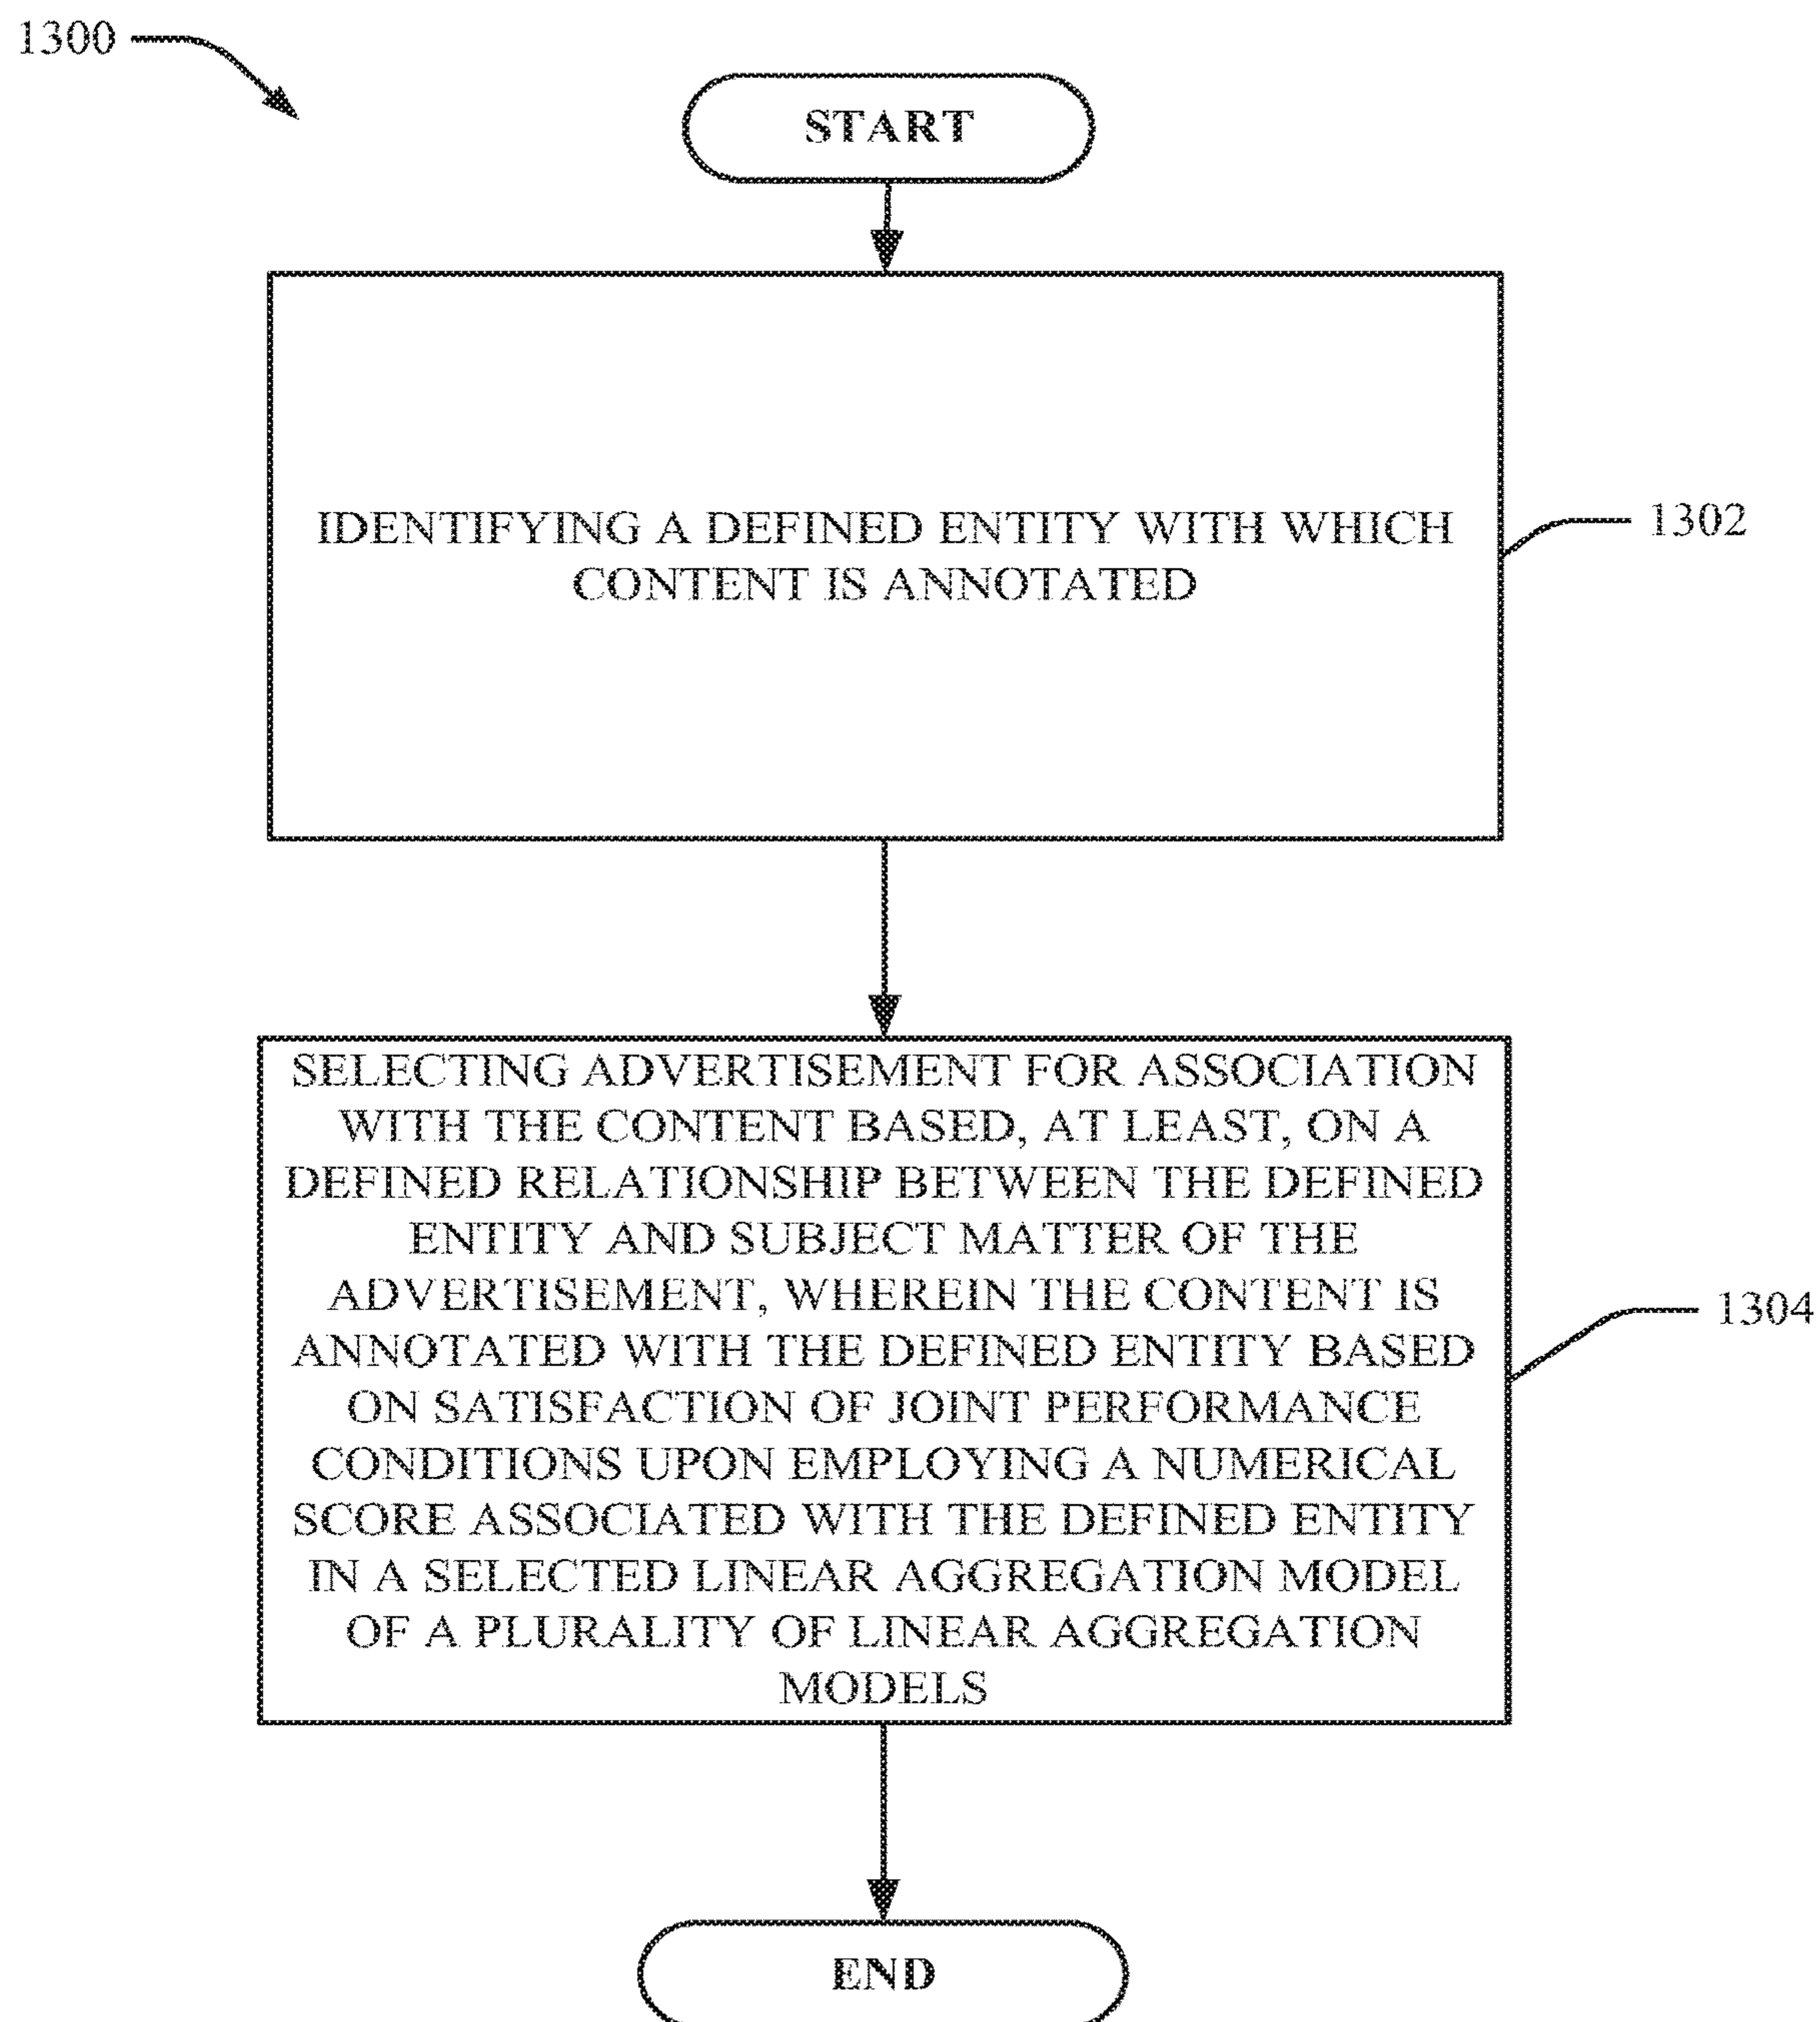 1300
START
IDENTIFYING A DEFINED ENTITY WITH WHICH
CONTENT IS ANNOTATED
1302
SELECTING ADVERTISEMENT FOR ASSOCIATION
WITH THE CONTENT BASED, AT LEAST, ON A
DEFINED RELATIONSHIP BETWEEN THE DEFINED
ENTITY AND SUBJECT MATTER OF THE
ADVERTISEMENT, WHEREIN THE CONTENT IS
ANNOTATED WITH THE DEFINED ENTITY BASED
ON SATISFACTION OF JOINT PERFORMANCE
CONDITIONS UPON EMPLOYING A NUMERICAL
SCORE ASSOCIATED WITH THE DEFINED ENTITY
IN A SELECTED LINEAR AGGREGATION MODEL
OF A PLURALITY OF LINEAR AGGREGATION
MODELS
1304
END